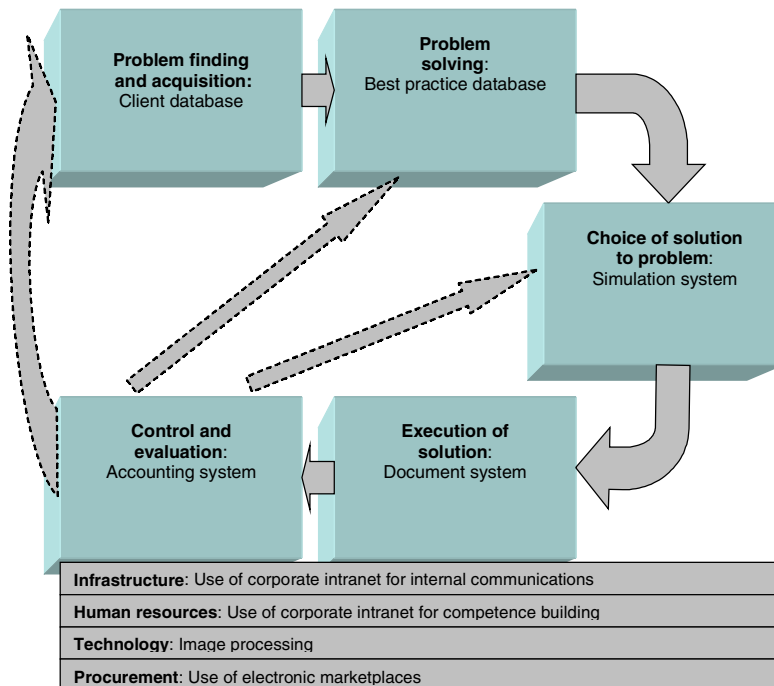 Problem finding
and acquisition:
Client database
Problem
solving:
Best practice database
Choice of solution
to problem:
Simulation system
Control and
evaluation:
Accounting system
Execution of
solution:
Document system
Infrastructure: Use of corporate intranet for internal communications
Human resources: Use of corporate intranet for competence building
Technology: Image processing
Procurement: Use of electronic marketplaces